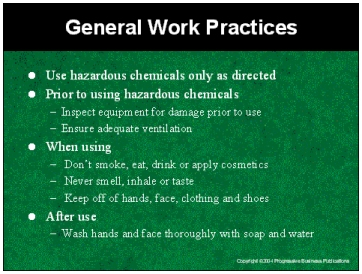 General Work Practices
● Use hazardous chemicals only as directed
● Prior to using hazardous chemicals
– Inspect equipment for damage prior to use
– Ensure adequate ventilation
● When using
– Don't smoke, eat, drink or apply cosmetics
– Never smell, inhale or taste
– Keep off of hands, face, clothing and shoes
● After use
– Wash hands and face thoroughly with soap and water
Copyright ©2004 Progressive Business Publications